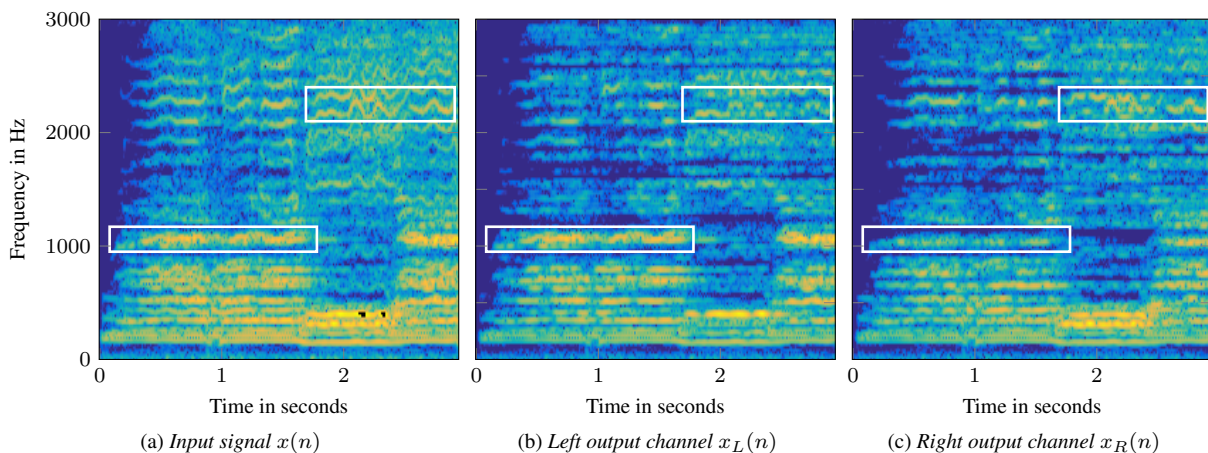 3000
2000
1000
0
Frequency in Hz
0 1 2
0 1 2
0 1 2
Time in seconds
Time in seconds
Time in seconds
(a) Input signal x(n)
(b) Left output channel x_L(n)
(c) Right output channel x_R(n)